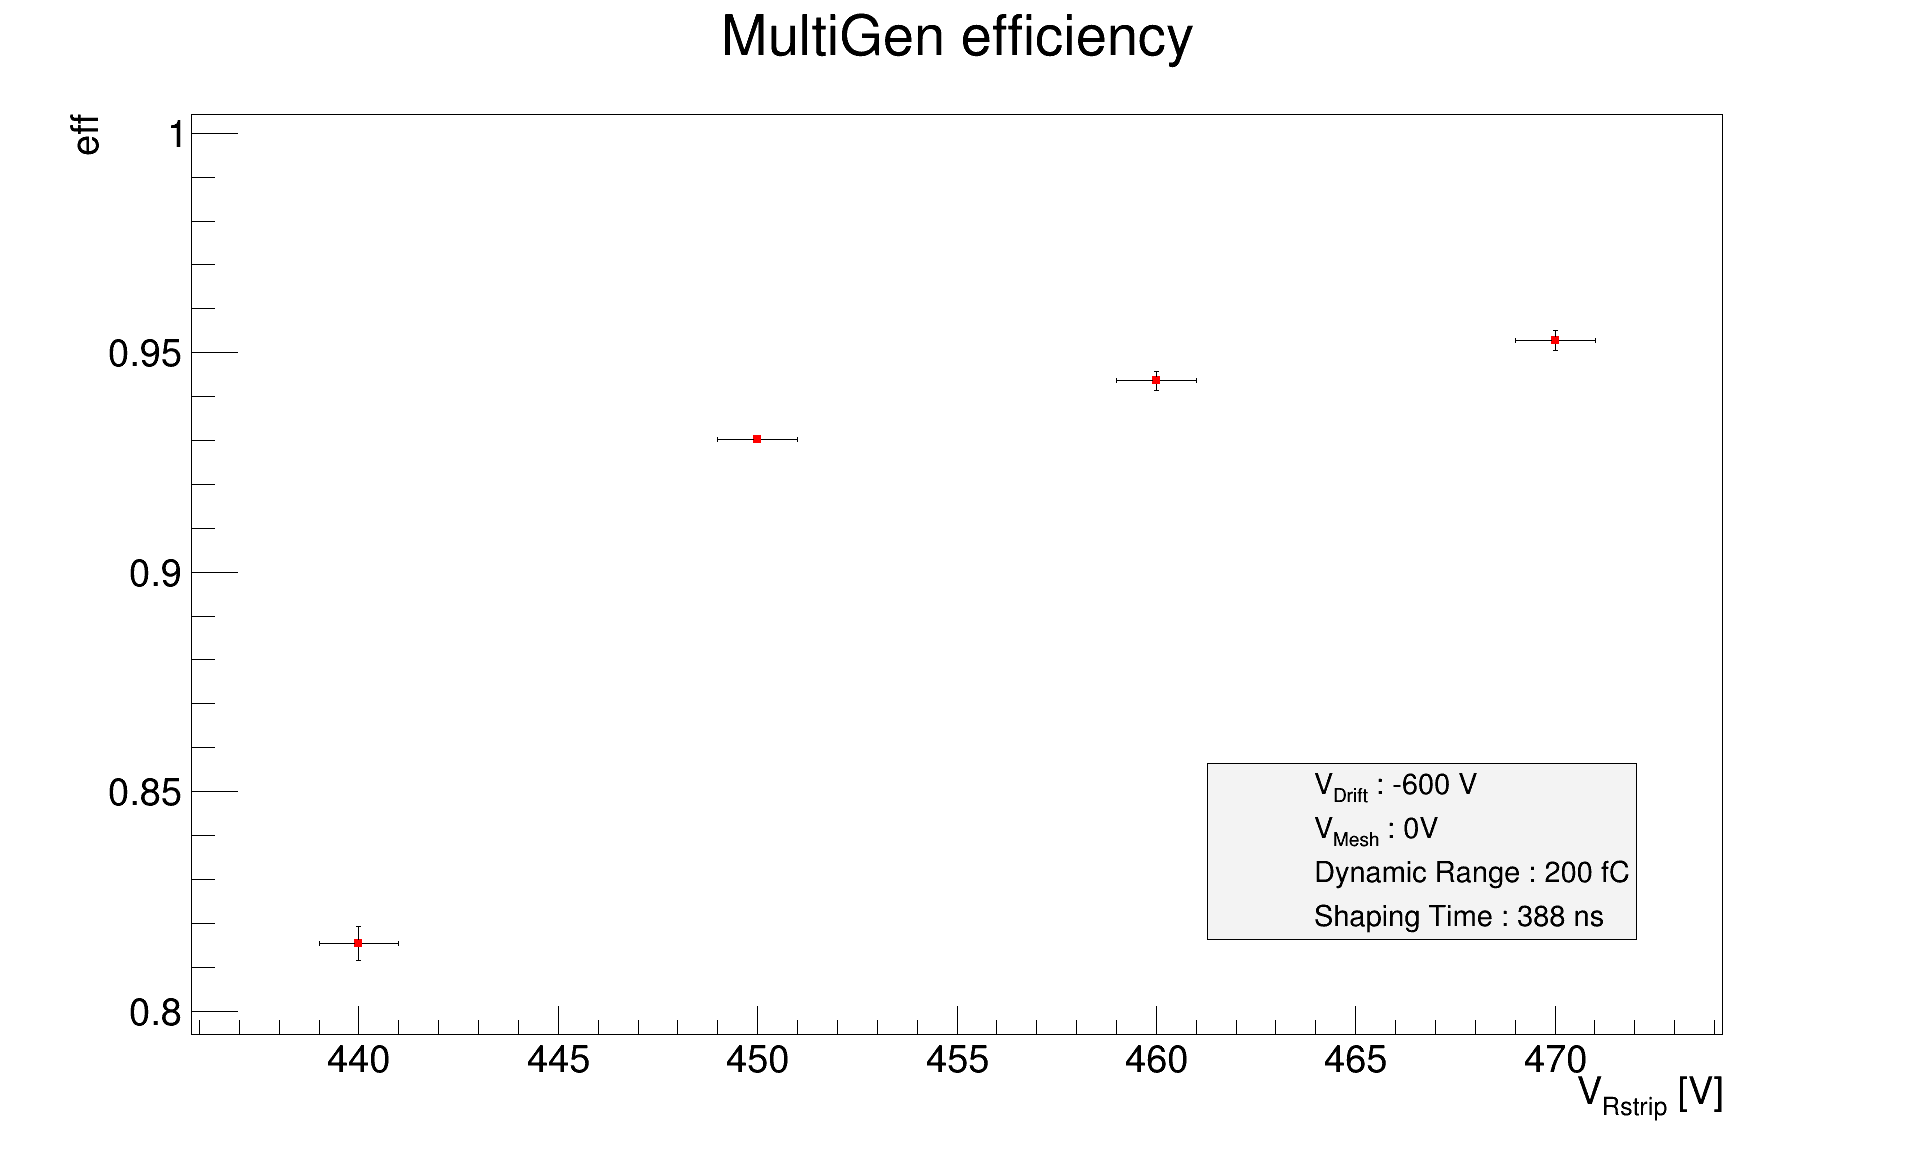 MultiGen efficiency
eff
1
0.95
0.9
0.85
0.8
V_Drift : -600 V
V_Mesh : 0V
Dynamic Range : 200 fC
Shaping Time : 388 ns
440 445 450 455 460 465 470
V_Rstrip [V]